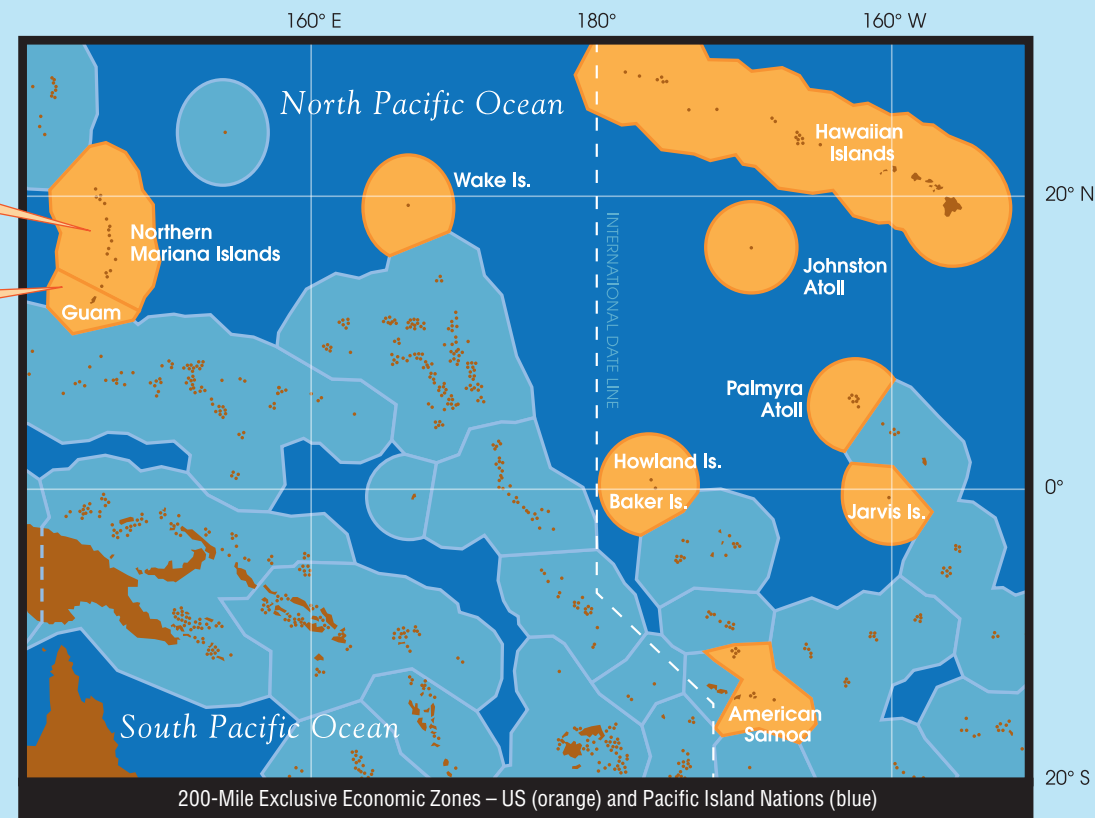 160° E
180°
160° W
North Pacific Ocean
Hawaiian
Islands
Wake Is.
20° N
Northern
Mariana Islands
INTERNATIONAL DATE LINE
Johnston
Atoll
Guam
Palmyra
Atoll
Howland Is.
0°
Baker Is.
Jarvis Is.
American
Samoa
South Pacific Ocean
20° S
200-Mile Exclusive Economic Zones – US (orange) and Pacific Island Nations (blue)